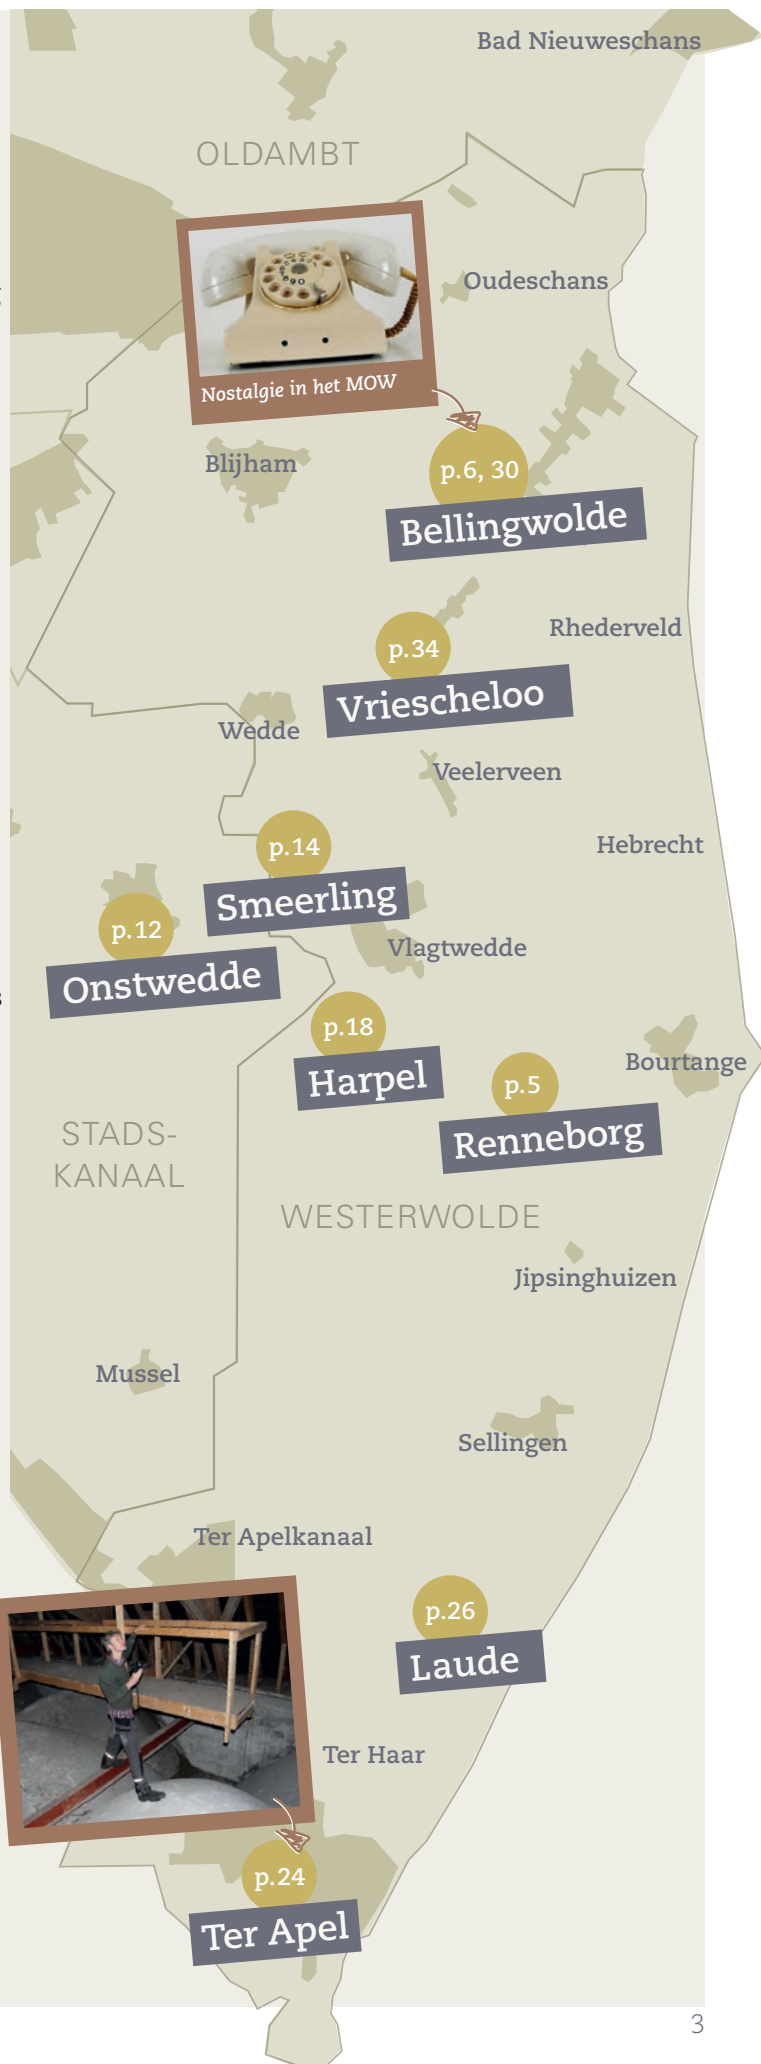 Bad Nieuweschans
OLDAMBT
Oudeschans
Nostalgie in het MOW
Blijham
p.6, 30
Bellingwolde
Rhederveld
p.34
Vriescheloo
Wedde
Veelerveen
Hebrecht
p.14
Smeerling
p.12
Onstwedde
Vlagtwedde
p.18
Harpel
Bourtange
p.5
Renneborg
STADS-
KANAAL
WESTERWOLDE
Jipsinghuizen
Mussel
Sellingen
Ter Apelkanaal
p.26
Laude
Ter Haar
p.24
Ter Apel
3